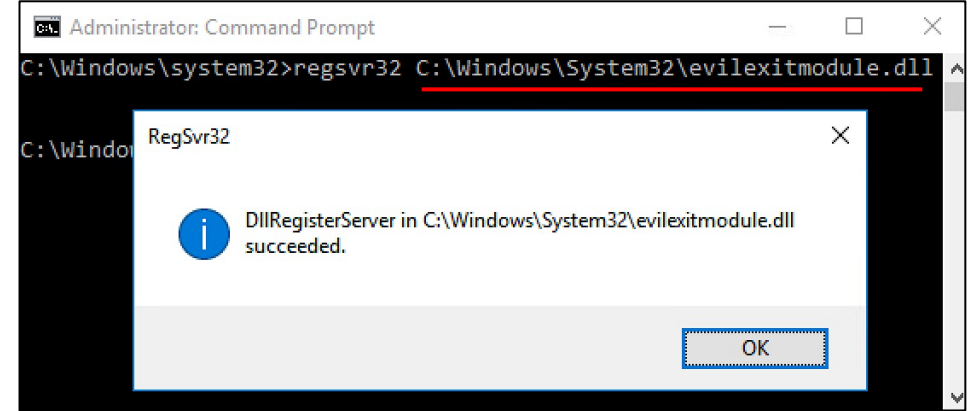 Administrator: Command Prompt
C:\Windows\system32>regsvr32 C:\Windows\System32\evilexitmodule.dll
C:\Windo
RegSvr32
DllRegisterServer in C:\Windows\System32\evilexitmodule.dll
succeeded.
OK